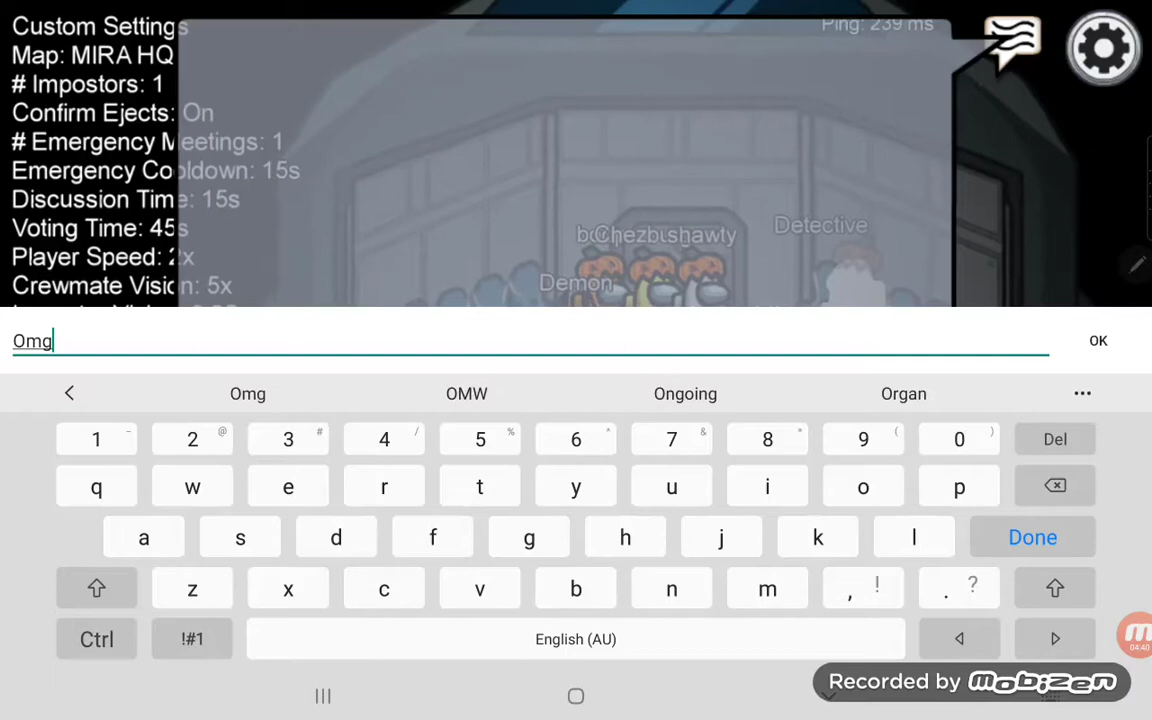 Custom Settings
Ping: 239 ms
Map: MIRA HQ
# Impostors: 1
Confirm Ejects: On
# Emergency Meetings: 1
Emergency Cooldown: 15s
Discussion Time: 15s
Voting Time: 45s
Player Speed: 2x
Crewmate Vision: 5x
Detective
Demon
Omg
OK
Omg OMW Ongoing Organ
1 - 2 @ 3 # 4 / 5 % 6 ^ 7 & 8 * 9 ( 0 ) Del
q w e r t y u i o p
a s d f g h j k l Done
z x c v b n m , ! . ?
Ctrl !#1 English (AU)
04:40
Recorded by mobizen